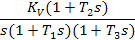 K_V(1 + T_2s)
s(1 + T_1s)(1 + T_3s)